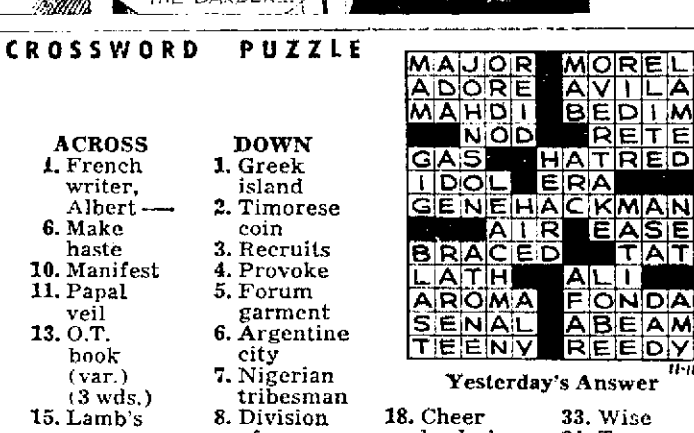 CROSSWORD PUZZLE
ACROSS
1. French
writer,
Albert —
6. Make
haste
10. Manifest
11. Papal
veil
13. O.T.
book
(var.)
(3 wds.)
15. Lamb's
DOWN
1. Greek
island
2. Timorese
coin
3. Recruits
4. Provoke
5. Forum
garment
6. Argentine
city
7. Nigerian
tribesman
8. Division
MAJOR MOREL
ADORE AVILA
MAHDI BEDIM
NOD RETE
GAS HATRED
IDOL ERA
GENEHACKMAN
AIR EASE
BRACED TAT
LATH ALI
AROMA FONDA
SENAL ABEAM
TEENY REEDY
Yesterday's Answer
18. Cheer
33. Wise